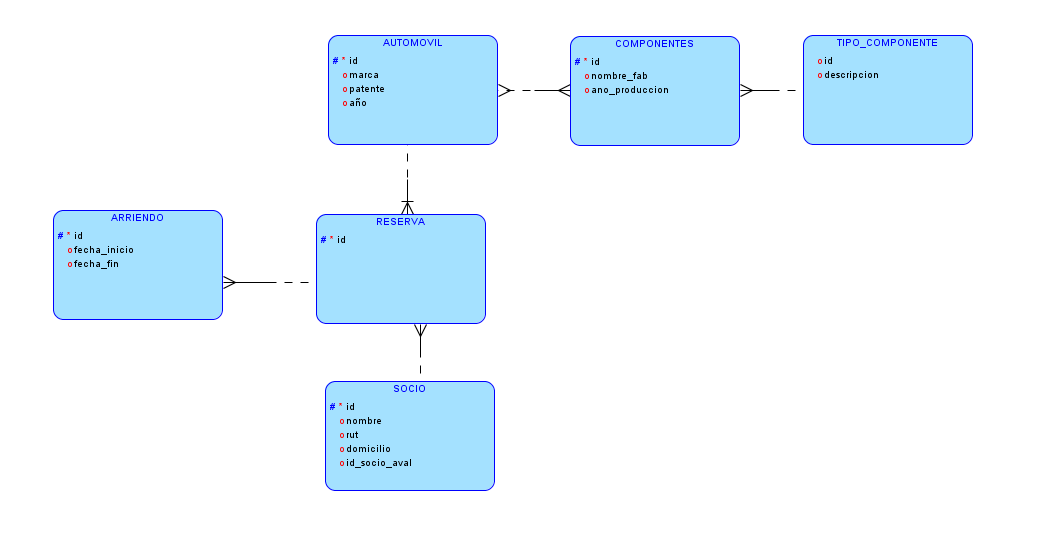 AUTOMOVIL
# * id
o marca
o patente
o año
COMPONENTES
# * id
o nombre_fab
o ano_produccion
TIPO_COMPONENTE
o id
o descripcion
ARRIENDO
# * id
o fecha_inicio
o fecha_fin
RESERVA
# * id
SOCIO
# * id
o nombre
o rut
o domicilio
o id_socio_aval